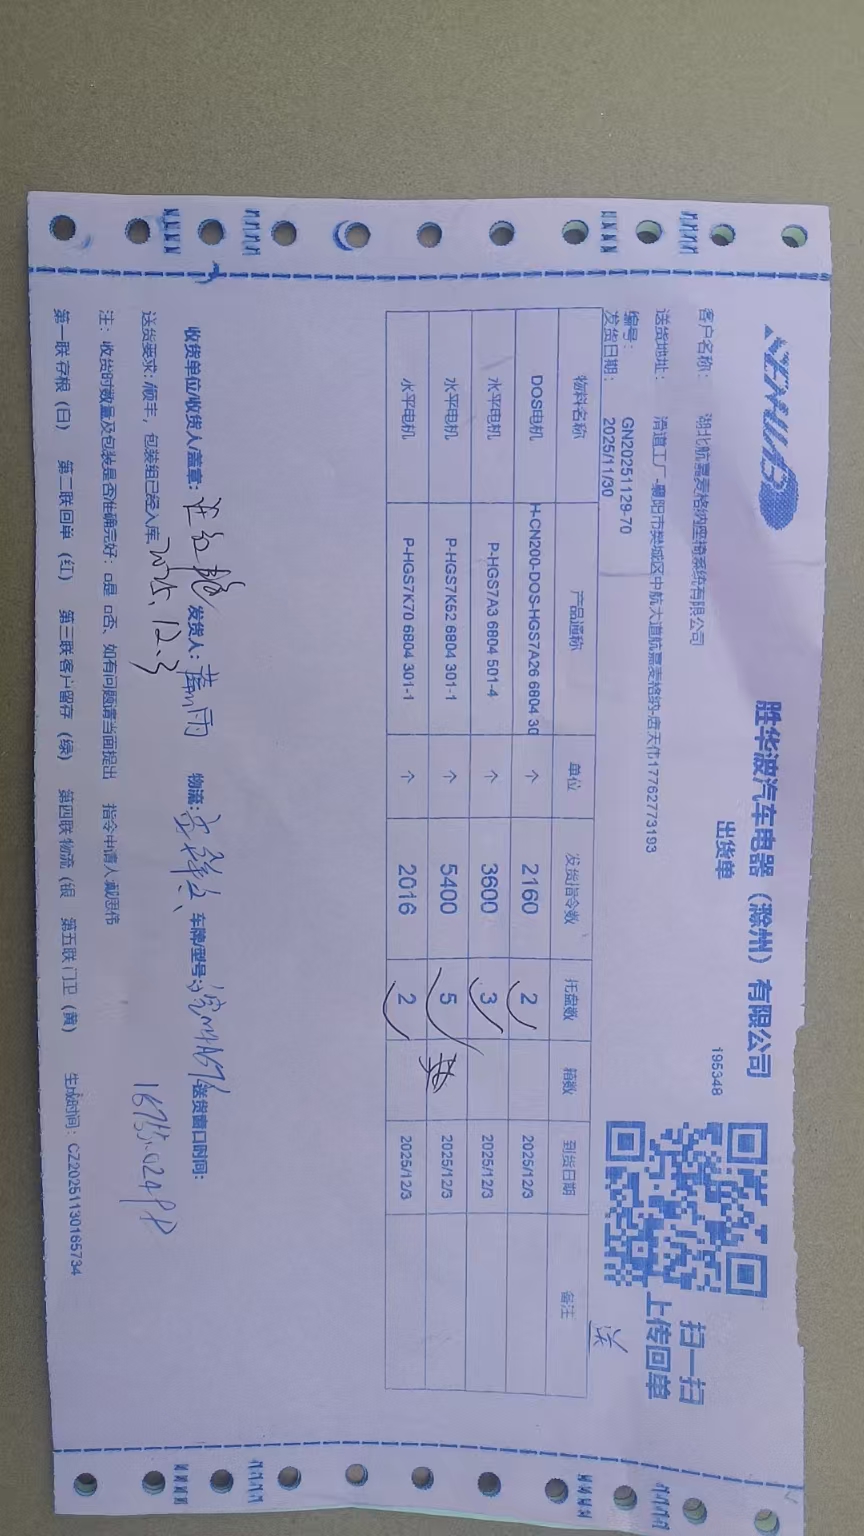 胜华波汽车电器（滁州）有限公司
出货单
195348
扫一扫
上传回单
客户名称： 湖北航嘉麦格纳座椅系统有限公司
送货地址： 滑道工厂-襄阳市樊城区中航大道航嘉麦格纳-唐天伟17762773193
编号： GN20251129-70
发货日期： 2025/11/30
送
物料名称 产品通称 单位 发货指令数 托盘数 箱数 到货日期 备注
DOS电机 H-CN200-DOS-HGS7A26 6804 30 个 2160 2 2025/12/3
水平电机 P-HGS7A3 6804 501-4 个 3600 3 2025/12/3
水平电机 P-HGS7K52 6804 301-1 个 5400 5 2025/12/3
水平电机 P-HGS7K70 6804 301-1 个 2016 2 2025/12/3
收货单位/收货人/盖章： 发货人： 雨 物流： 车牌/型号： 送货窗口时间：
送货要求：顺丰，包装组已经入库 2025.12.3
注： 收货时数量及包装是否准确完好：□是 □否、如有问题请当面提出 指令申请人:戴恩伟
第一联存根（白） 第二联回单（红） 第三联客户留存（绿） 第四联物流（银 第五联门卫（黄） 生成时间：CZ20251130165734